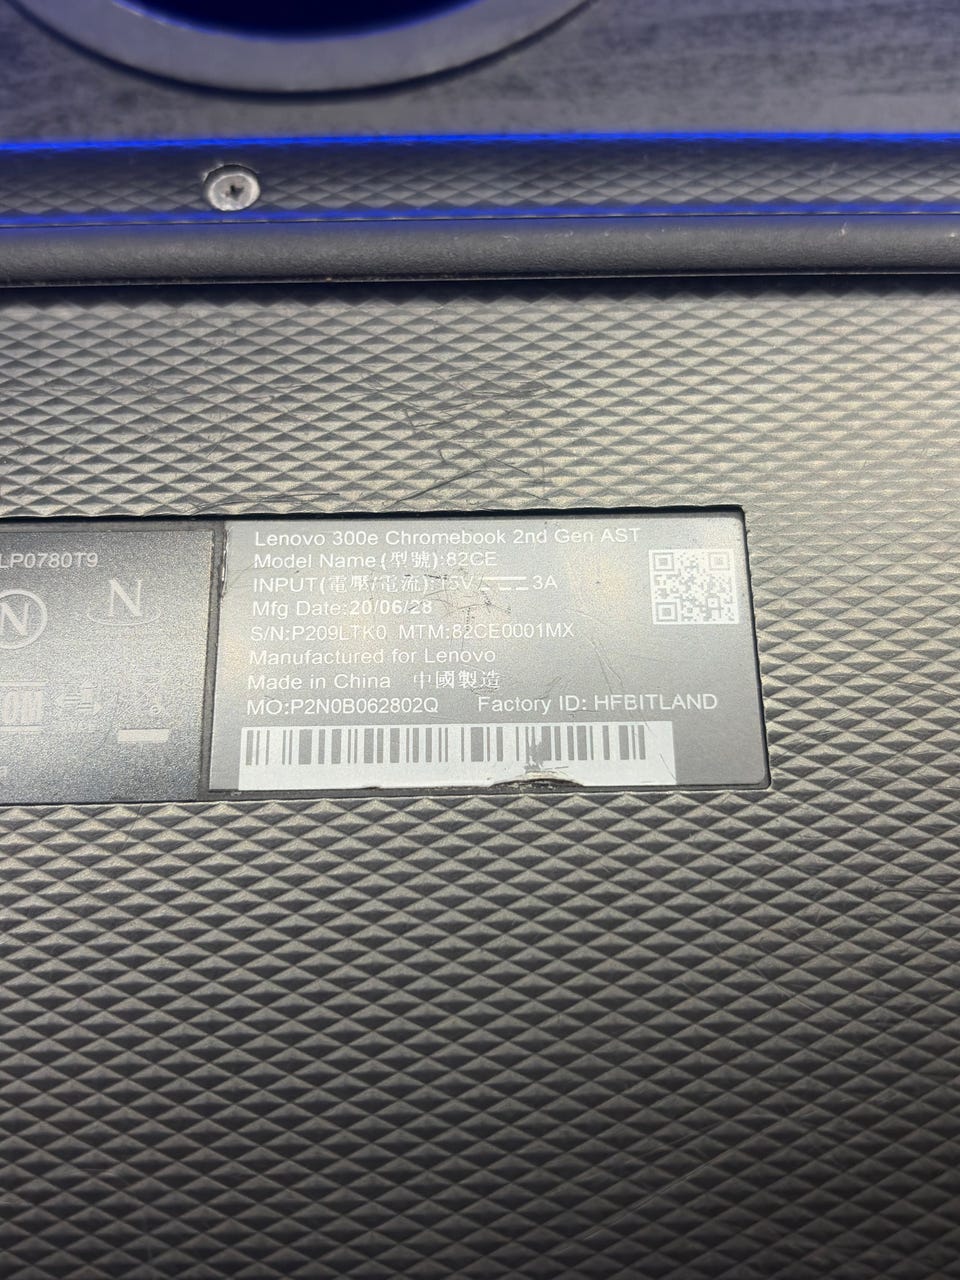 LP0780T9
N
N
Lenovo 300e Chromebook 2nd Gen AST
Model Name(型號):82CE
INPUT(電壓/電流):15V⎓3A
Mfg Date:20/06/28
S/N:P209LTK0 MTM:82CE0001MX
Manufactured for Lenovo
Made in China 中國製造
MO:P2N0B062802Q Factory ID: HFBITLAND